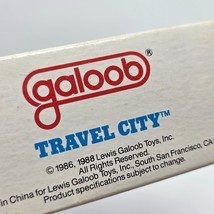 galoob®
TRAVEL CITY™
© 1986, 1988 Lewis Galoob Toys, Inc.
All Rights Reserved.
in China for Lewis Galoob Toys, Inc., South San Francisco, CA
Product specifications subject to change.